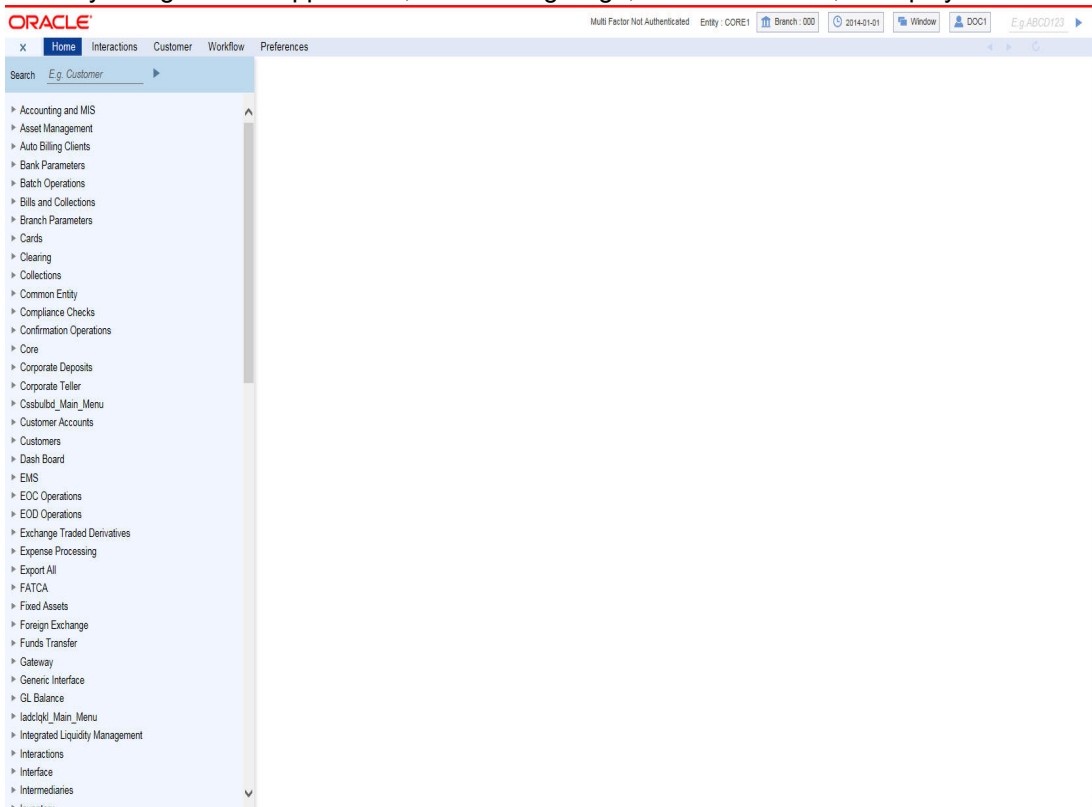 ORACLE
Multi Factor Not Authenticated Entity : CORE1 Branch : 000 2014-01-01 Window DOC1 E.g.ABCD123
X Home Interactions Customer Workflow Preferences
Search E.g. Customer
Accounting and MIS
Asset Management
Auto Billing Clients
Bank Parameters
Batch Operations
Bills and Collections
Branch Parameters
Cards
Clearing
Collections
Common Entity
Compliance Checks
Confirmation Operations
Core
Corporate Deposits
Corporate Teller
Cssbulbd_Main_Menu
Customer Accounts
Customers
Dash Board
EMS
EOC Operations
EOD Operations
Exchange Traded Derivatives
Expense Processing
Export All
FATCA
Fixed Assets
Foreign Exchange
Funds Transfer
Gateway
Generic Interface
GL Balance
Iadclqkl_Main_Menu
Integrated Liquidity Management
Interactions
Interface
Intermediaries